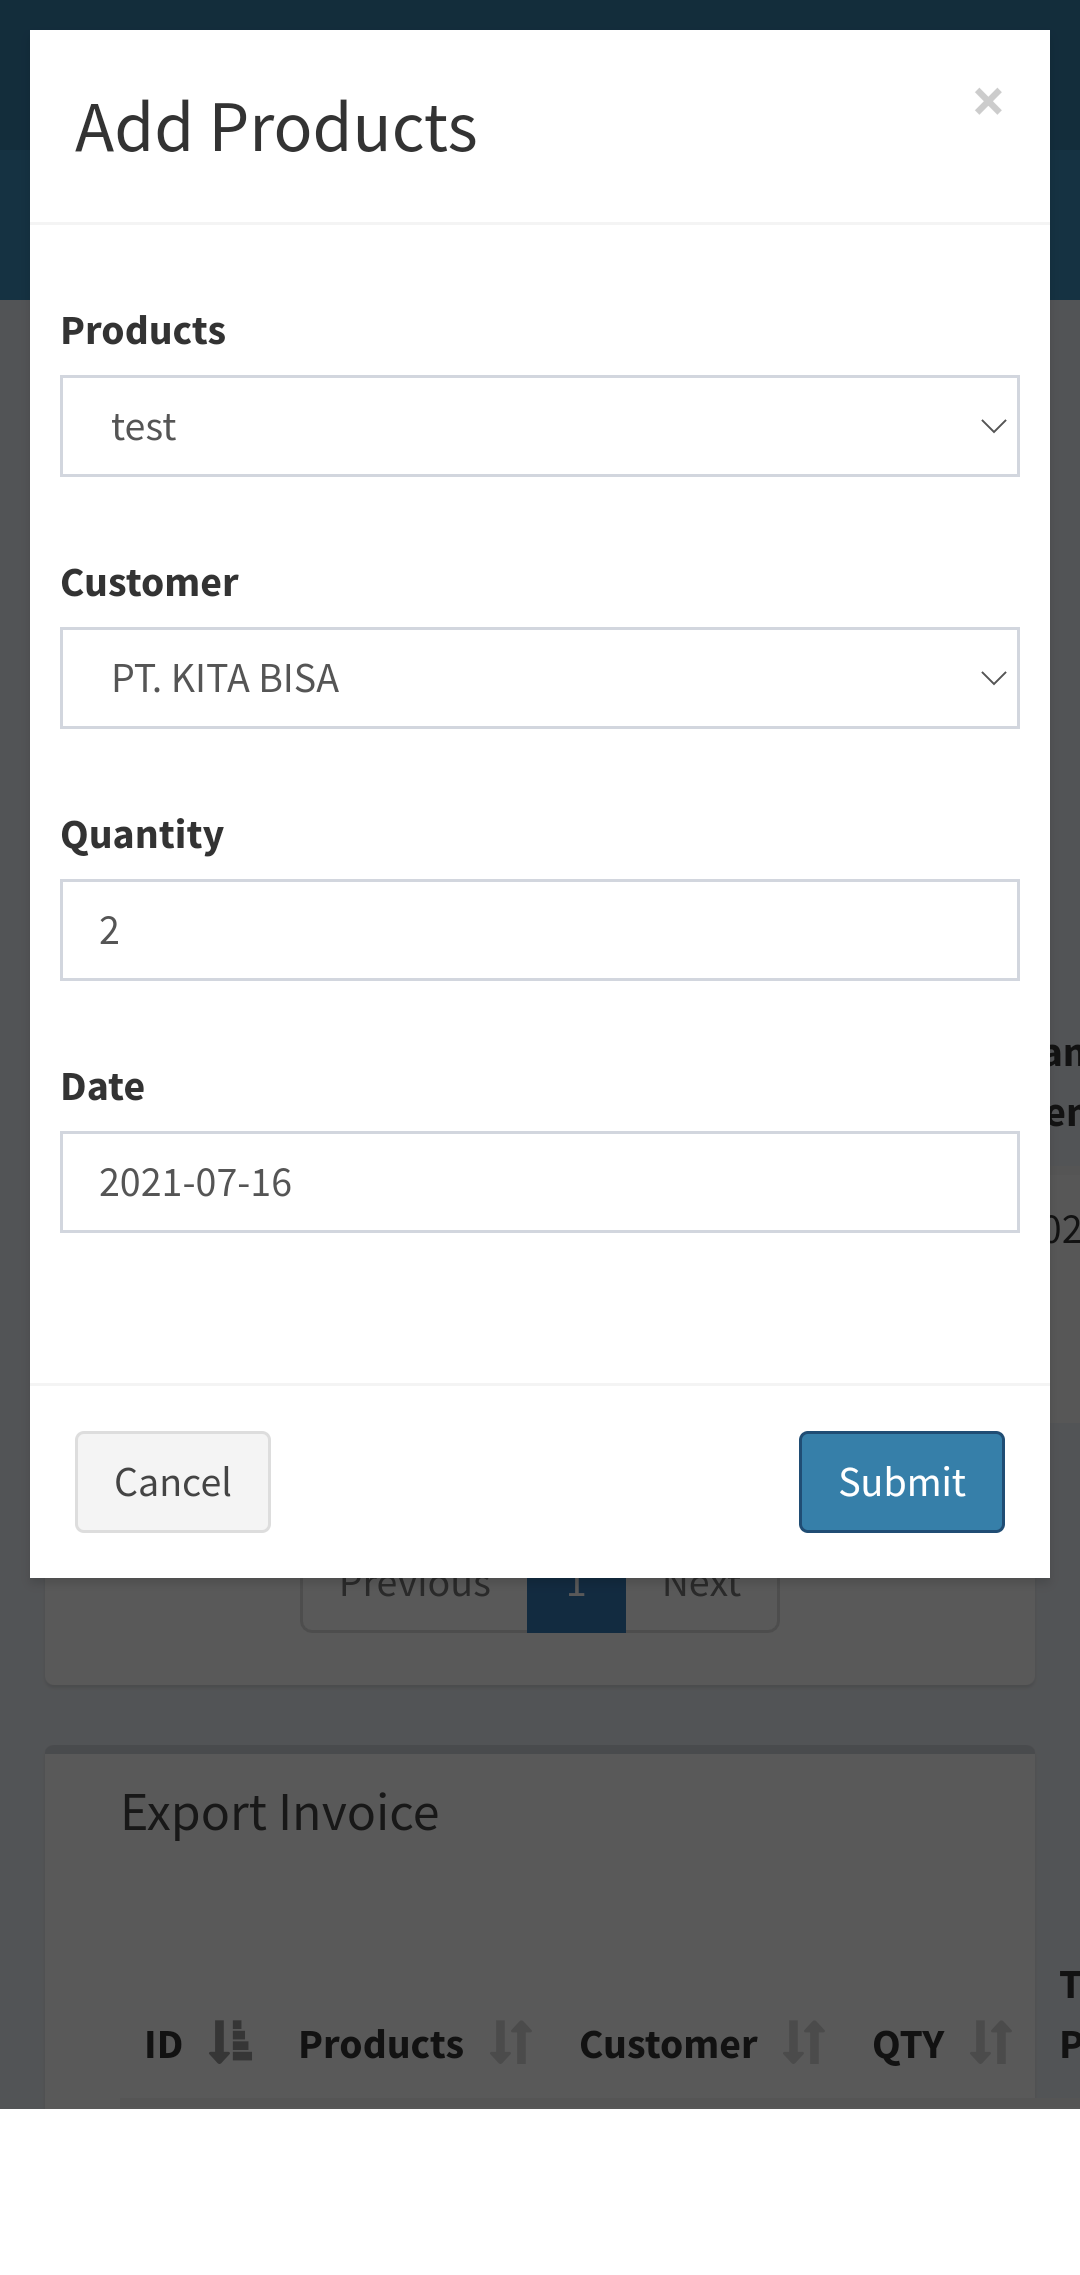 Add Products
×
Products
test
Customer
PT. KITA BISA
Quantity
2
Date
2021-07-16
Cancel
Submit
Previous 1 Next
Export Invoice
ID Products Customer QTY